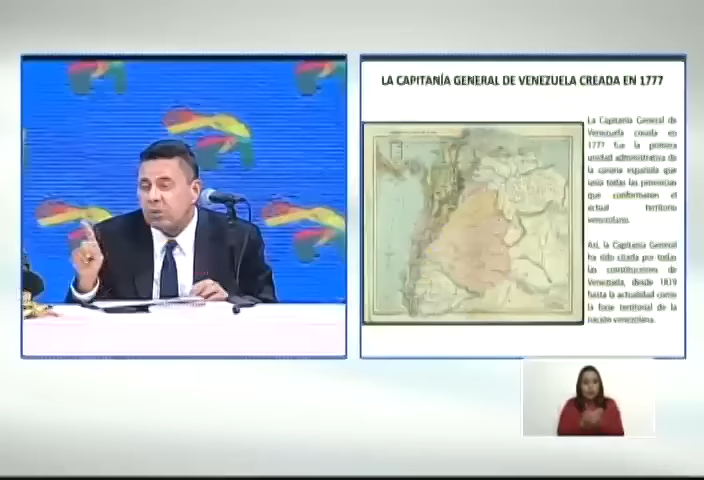 LA CAPITANÍA GENERAL DE VENEZUELA CREADA EN 1777
La Capitanía General de
Venezuela creada en
1777 fue la primera
unidad administrativa de
la corona española que
unía todas las provincias
que conformaron el
actual territorio
venezolano.
Así, la Capitanía General
ha sido citada por todas
las constituciones de
Venezuela, desde 1819
hasta la actualidad como
la base territorial de la
nación venezolana.